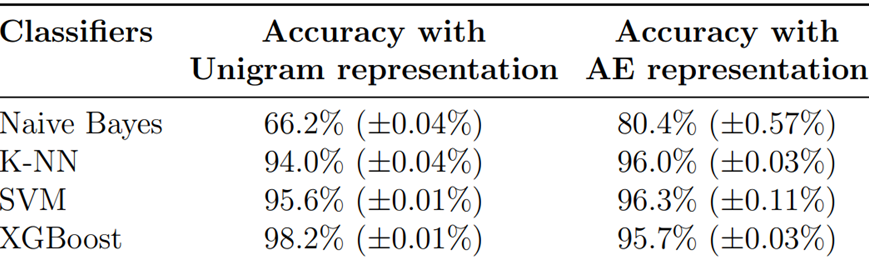 Classifiers Accuracy with Accuracy with
Unigram representation AE representation
Naive Bayes 66.2% (±0.04%) 80.4% (±0.57%)
K-NN 94.0% (±0.04%) 96.0% (±0.03%)
SVM 95.6% (±0.01%) 96.3% (±0.11%)
XGBoost 98.2% (±0.01%) 95.7% (±0.03%)